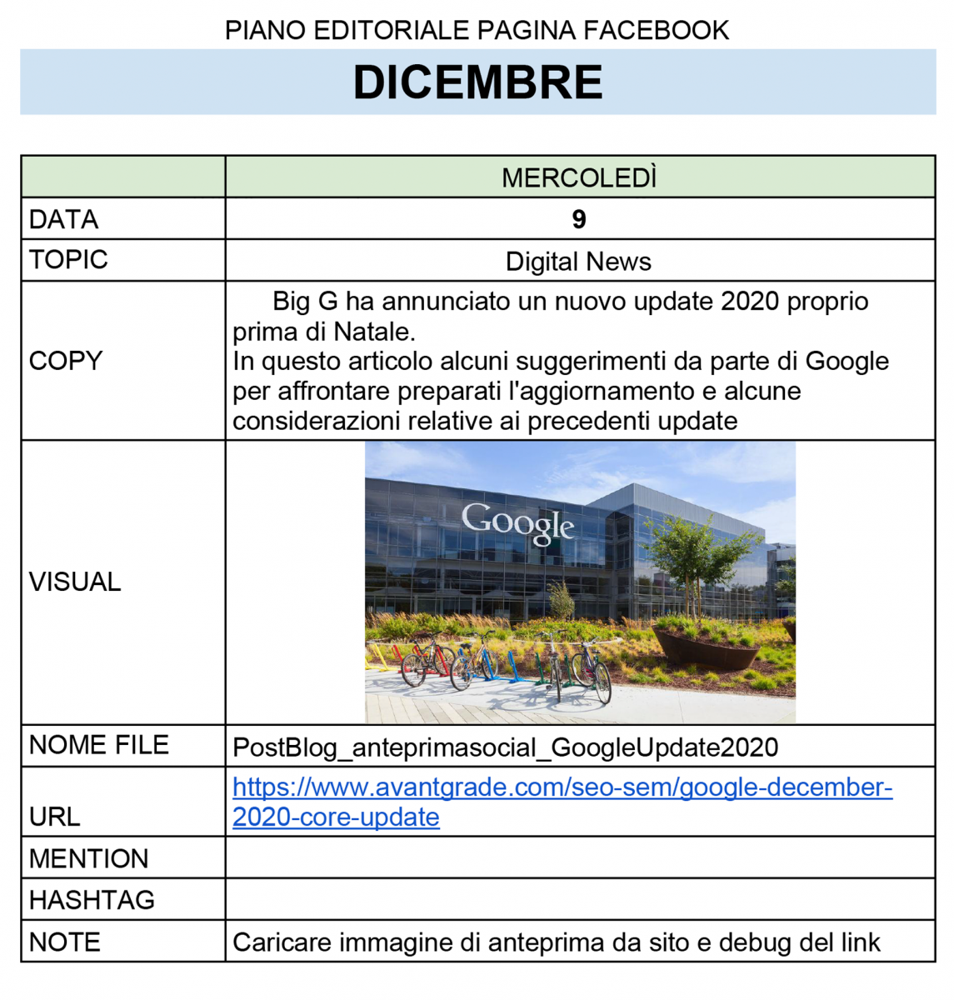 PIANO EDITORIALE PAGINA FACEBOOK
DICEMBRE
MERCOLEDÌ
DATA
9
TOPIC
Digital News
COPY
Big G ha annunciato un nuovo update 2020 proprio
prima di Natale.
In questo articolo alcuni suggerimenti da parte di Google
per affrontare preparati l'aggiornamento e alcune
considerazioni relative ai precedenti update
VISUAL
Google
NOME FILE
PostBlog_anteprimasocial_GoogleUpdate2020
URL
https://www.avantgrade.com/seo-sem/google-december-
2020-core-update
MENTION
HASHTAG
NOTE
Caricare immagine di anteprima da sito e debug del link